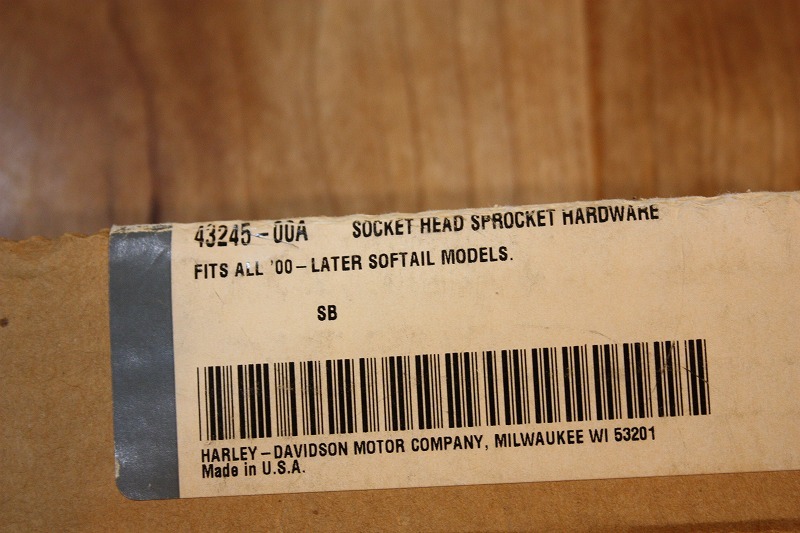 43245-00A SOCKET HEAD SPROCKET HARDWARE
FITS ALL '00-LATER SOFTAIL MODELS.
SB
HARLEY-DAVIDSON MOTOR COMPANY, MILWAUKEE WI 53201
Made in U.S.A.